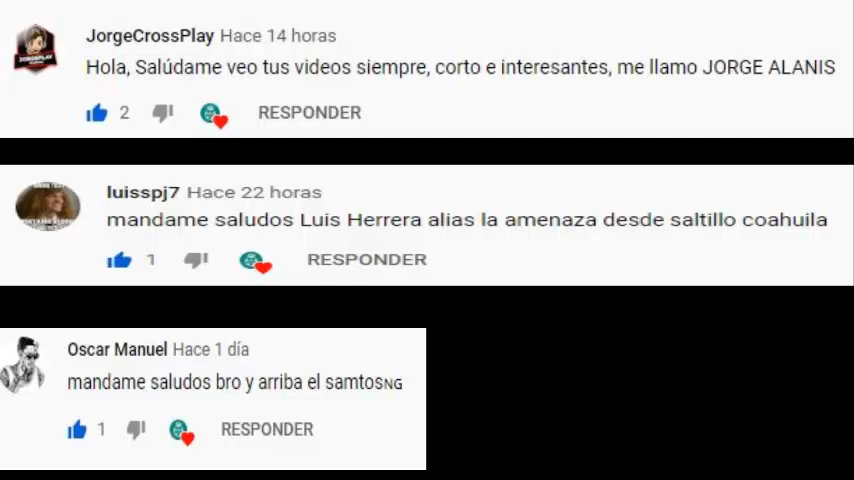 JorgeCrossPlay Hace 14 horas
Hola, Salúdame veo tus videos siempre, corto e interesantes, me llamo JORGE ALANIS
2 RESPONDER
luisspj7 Hace 22 horas
mandame saludos Luis Herrera alias la amenaza desde saltillo coahuila
1 RESPONDER
Oscar Manuel Hace 1 día
mandame saludos bro y arriba el samtosɴɢ
1 RESPONDER